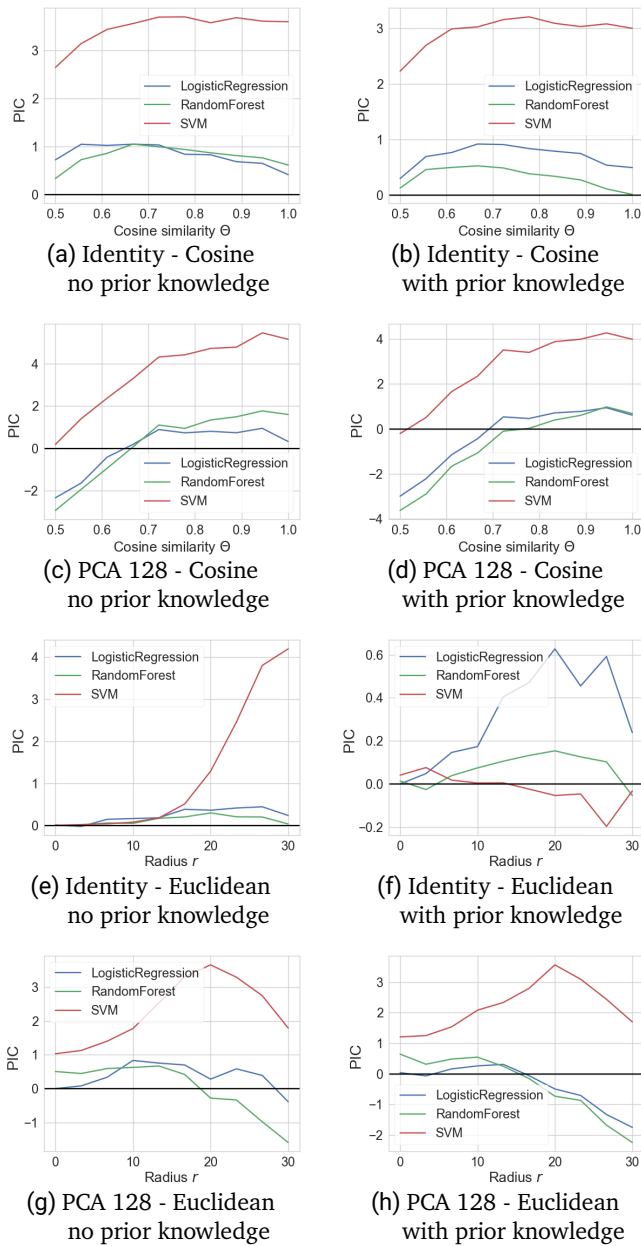 3
2
1
0
PIC
LogisticRegression
RandomForest
SVM
0.5 0.6 0.7 0.8 0.9 1.0
Cosine similarity Θ
(a) Identity - Cosine
no prior knowledge
3
2
1
0
PIC
LogisticRegression
RandomForest
SVM
0.5 0.6 0.7 0.8 0.9 1.0
Cosine similarity Θ
(b) Identity - Cosine
with prior knowledge
4
2
0
−2
PIC
LogisticRegression
RandomForest
SVM
0.5 0.6 0.7 0.8 0.9 1.0
Cosine similarity Θ
(c) PCA 128 - Cosine
no prior knowledge
4
2
0
−2
−4
PIC
LogisticRegression
RandomForest
SVM
0.5 0.6 0.7 0.8 0.9 1.0
Cosine similarity Θ
(d) PCA 128 - Cosine
with prior knowledge
4
3
2
1
0
PIC
LogisticRegression
RandomForest
SVM
0 10 20 30
Radius r
(e) Identity - Euclidean
no prior knowledge
0.6
0.4
0.2
0.0
−0.2
PIC
LogisticRegression
RandomForest
SVM
0 10 20 30
Radius r
(f) Identity - Euclidean
with prior knowledge
3
2
1
0
−1
PIC
LogisticRegression
RandomForest
SVM
0 10 20 30
Radius r
(g) PCA 128 - Euclidean
no prior knowledge
3
2
1
0
−1
−2
PIC
LogisticRegression
RandomForest
SVM
0 10 20 30
Radius r
(h) PCA 128 - Euclidean
with prior knowledge